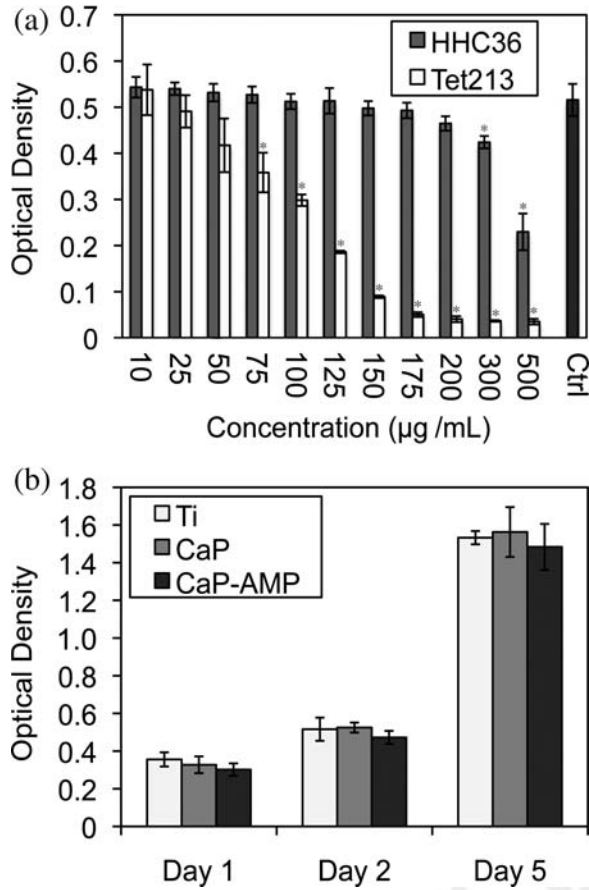 (a)
HHC36
Tet213
Optical Density
0.7
0.6
0.5
0.4
0.3
0.2
0.1
0
* * * * * * * * * *
10 25 50 75 100 125 150 175 200 300 500 Ctrl
Concentration (µg /mL)
(b)
Ti
CaP
CaP-AMP
Optical Density
1.8
1.6
1.4
1.2
1.0
0.8
0.6
0.4
0.2
0
Day 1 Day 2 Day 5